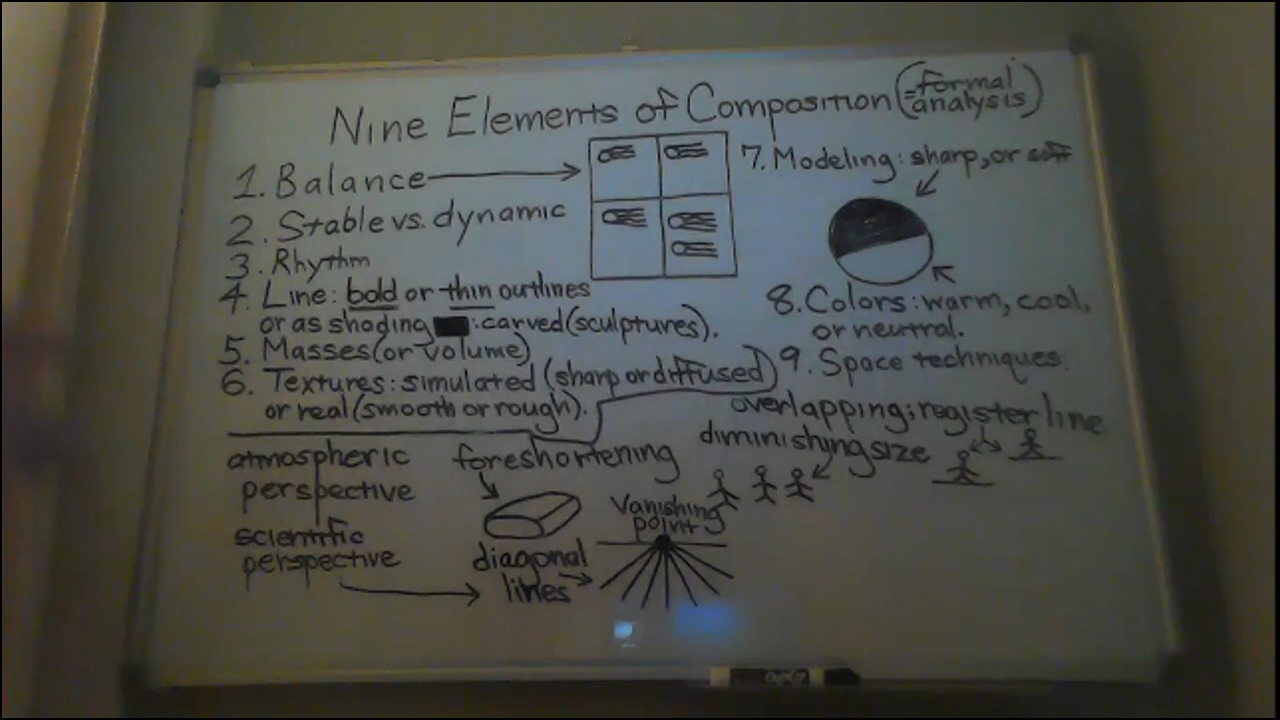 Nine Elements of Composition (=formal analysis)
1. Balance
2. Stable vs. dynamic
3. Rhythm
4. Line: bold or thin outlines
or as shading : carved (sculptures).
5. Masses (or volume)
6. Textures: simulated (sharp or diffused)
or real (smooth or rough).
7. Modeling: sharp, or soft
8. Colors: warm, cool,
or neutral.
9. Space techniques.
overlapping; register line
diminishing size
foreshortening
atmospheric
perspective
scientific
perspective
diagonal
lines
Vanishing
point
EXPO